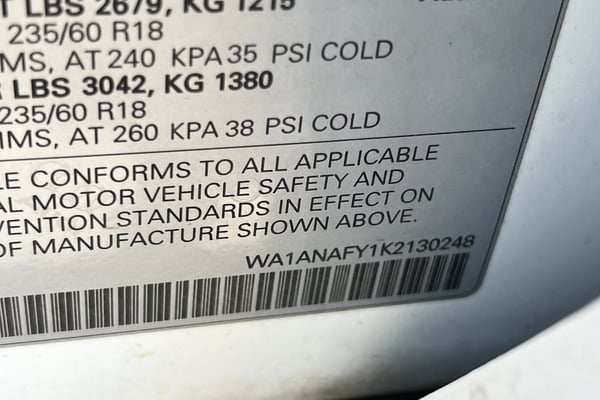 T LBS 2679, KG 1215
235/60 R18
MS, AT 240 KPA 35 PSI COLD
R LBS 3042, KG 1380
235/60 R18
IMS, AT 260 KPA 38 PSI COLD
LE CONFORMS TO ALL APPLICABLE
AL MOTOR VEHICLE SAFETY AND
VENTION STANDARDS IN EFFECT ON
OF MANUFACTURE SHOWN ABOVE.
WA1ANAFY1K2130248